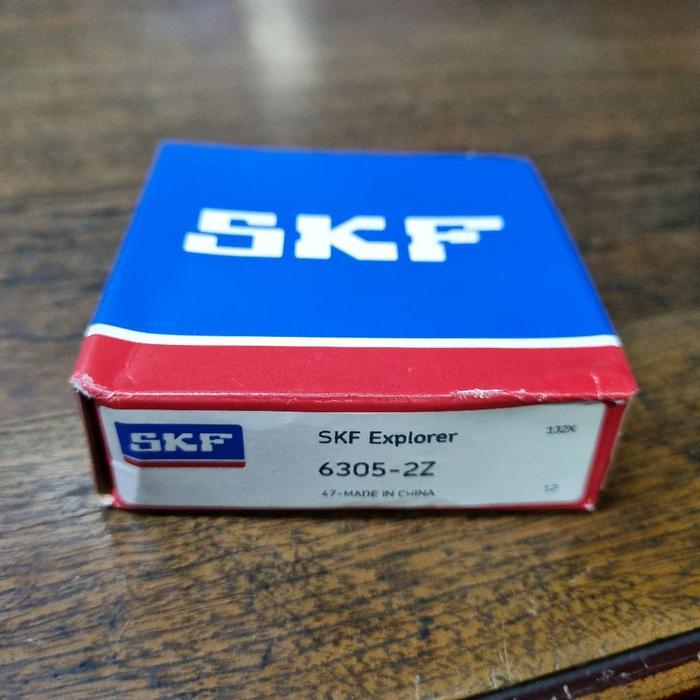 SKF
SKF
SKF Explorer
132X
6305-2Z
47-MADE IN CHINA
12